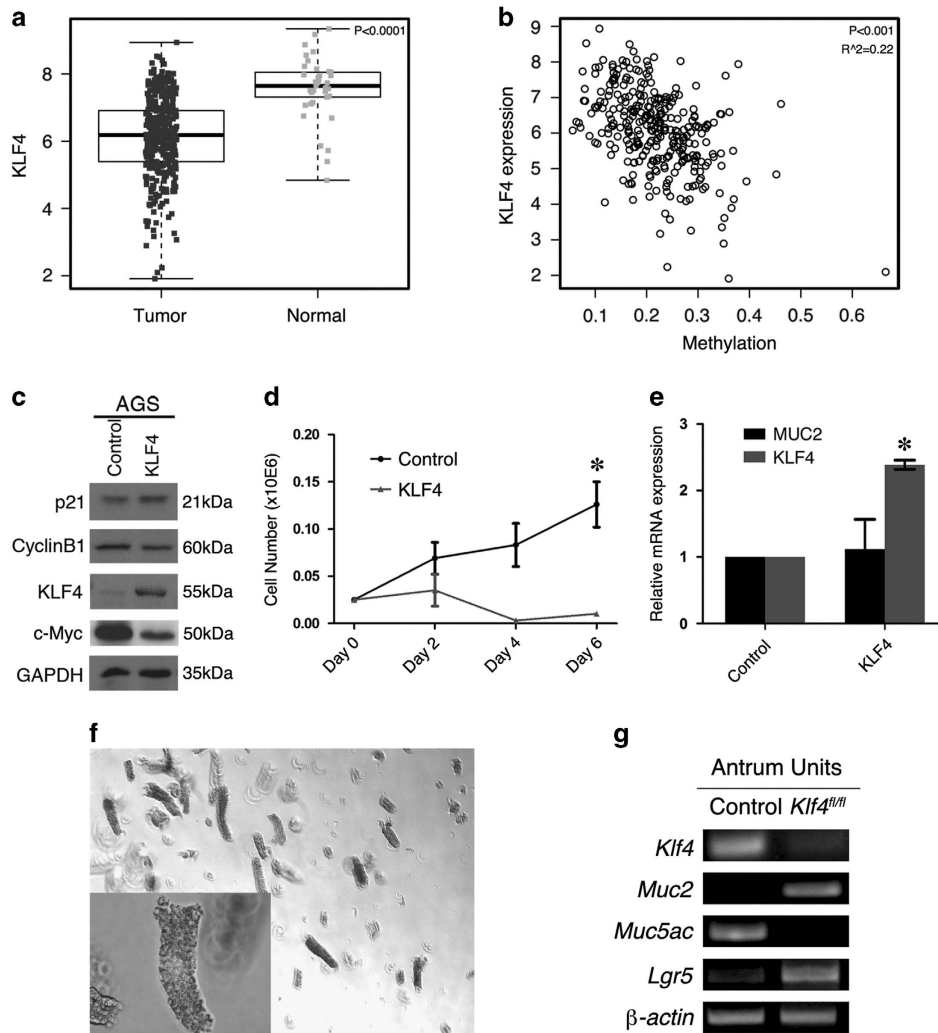 a
P<0.0001
KLF4
8
6
4
2
Tumor
Normal
b
P<0.001
R^2=0.22
KLF4 expression
9
8
7
6
5
4
3
2
0.1 0.2 0.3 0.4 0.5 0.6
Methylation
c
AGS
Control
KLF4
p21 21kDa
CyclinB1 60kDa
KLF4 55kDa
c-Myc 50kDa
GAPDH 35kDa
d
Cell Number (x10E6)
0.20
0.15
0.10
0.05
0.00
Control
KLF4
*
Day 0
Day 2
Day 4
Day 6
e
Relative mRNA expression
3
2
1
0
MUC2
KLF4
*
Control
KLF4
f
g
Antrum Units
Control Klf4fl/fl
Klf4
Muc2
Muc5ac
Lgr5
β-actin